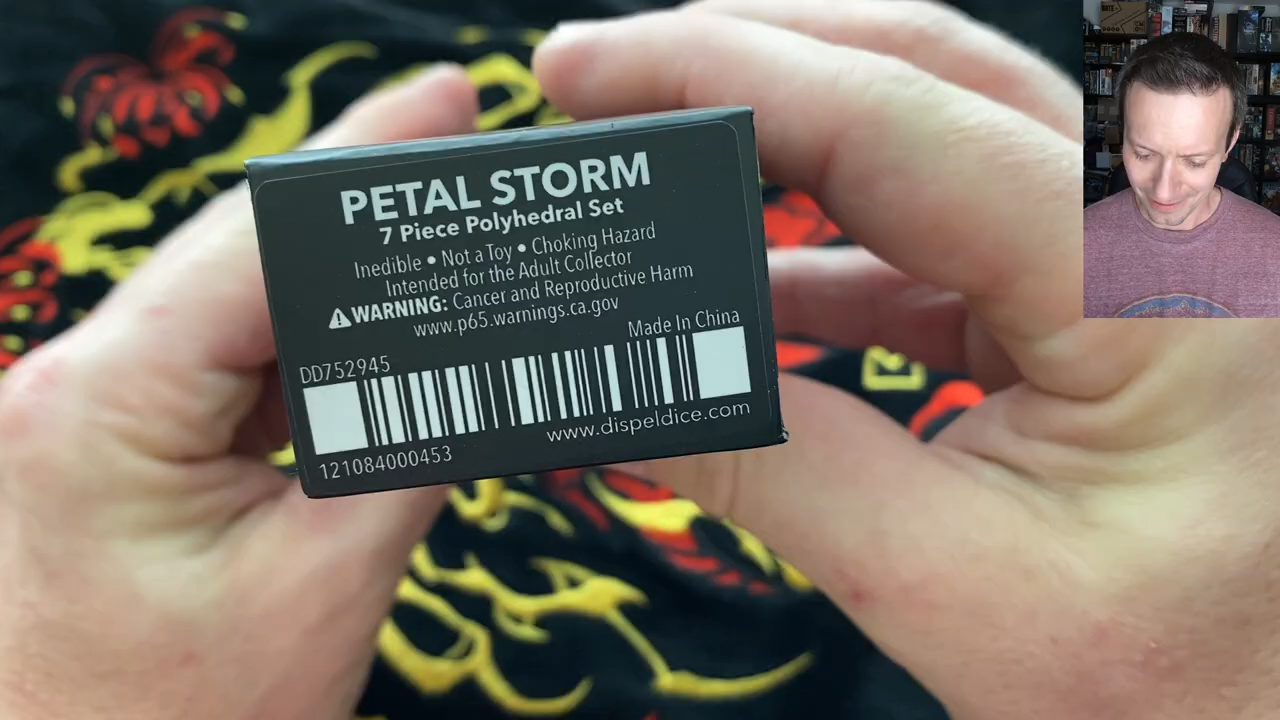 PETAL STORM
7 Piece Polyhedral Set
Inedible • Not a Toy • Choking Hazard
Intended for the Adult Collector
⚠WARNING: Cancer and Reproductive Harm
www.p65.warnings.ca.gov
Made In China
DD752945
www.dispeldice.com
121084000453